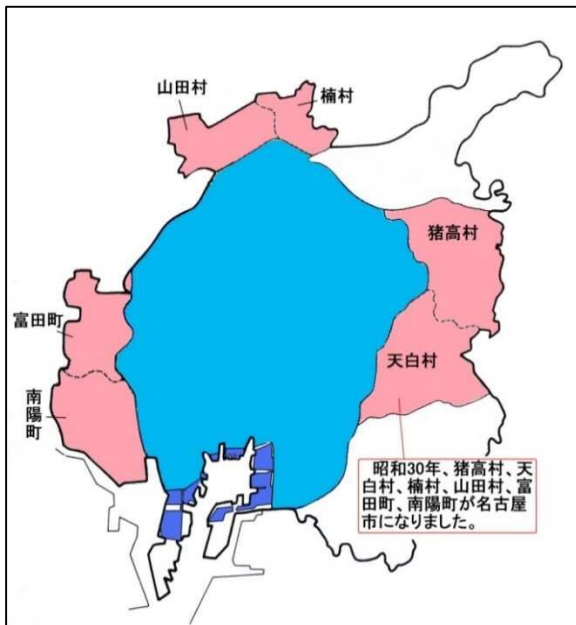 山田村
楠村
猪高村
富田町
天白村
南陽町
昭和30年、猪高村、天
白村、楠村、山田村、富
田町、南陽町が名古屋
市になりました。